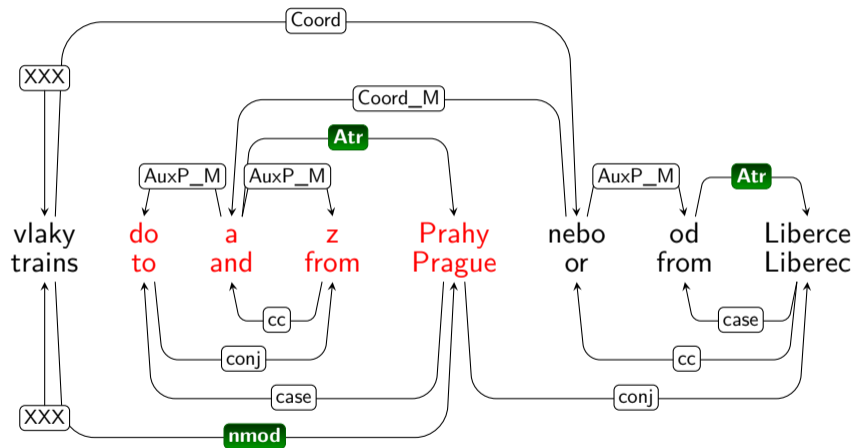 Coord
XXX
Coord_M
Atr
AuxP_M AuxP_M AuxP_M Atr
vlaky do a z Prahy nebo od Liberce
trains to and from Prague or from Liberec
cc case
conj cc
case conj
XXX
nmod